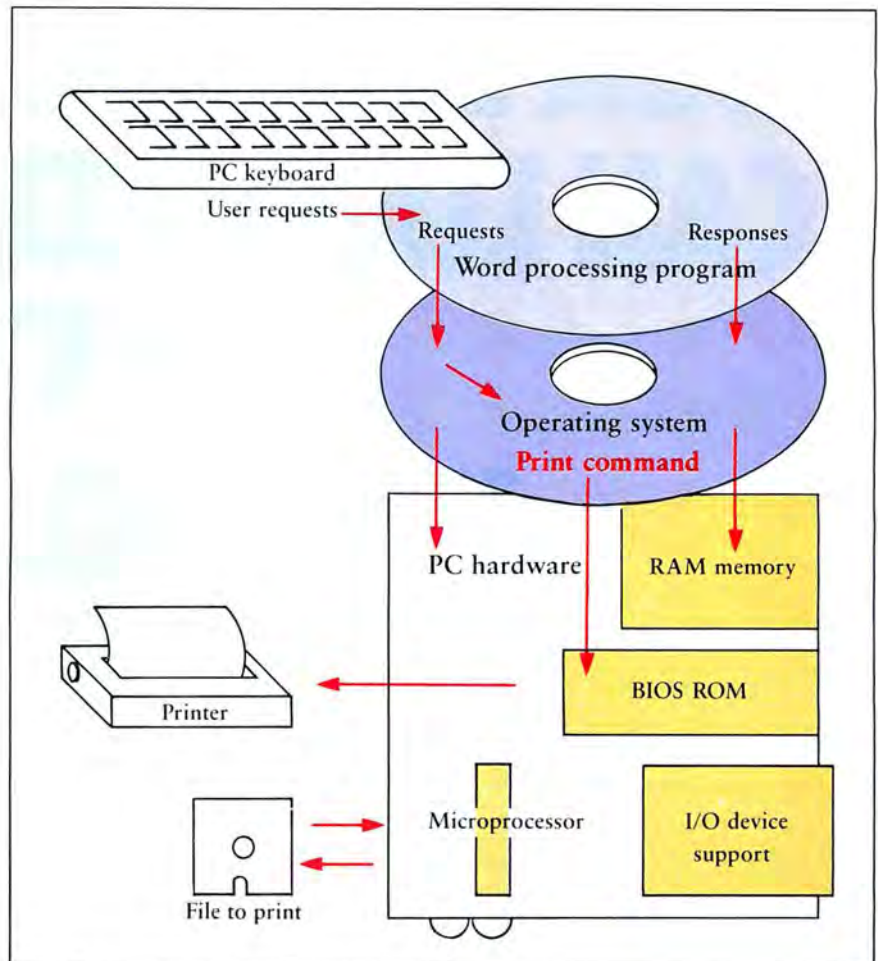 PC keyboard
User requests
Requests
Responses
Word processing program
Operating system
Print command
PC hardware
RAM memory
BIOS ROM
Printer
Microprocessor
I/O device
support
File to print